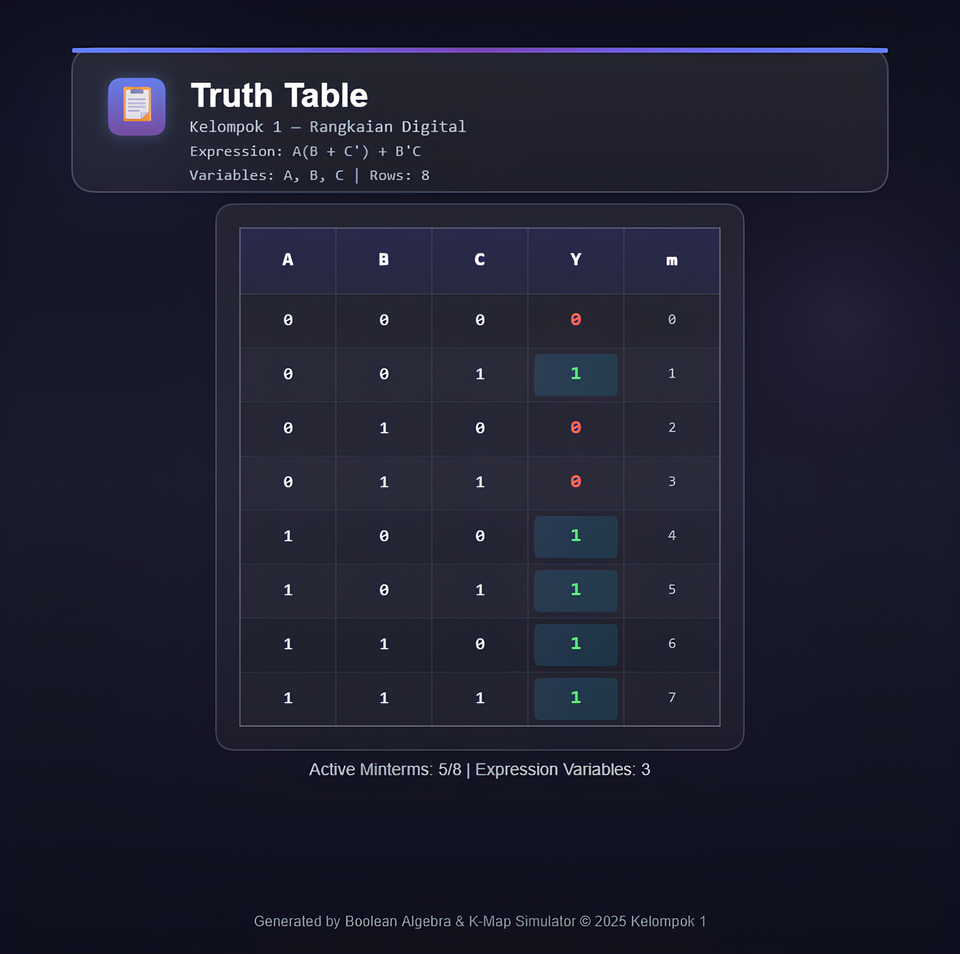 Truth Table
Kelompok 1 – Rangkaian Digital
Expression: A(B + C') + B'C
Variables: A, B, C | Rows: 8
A B C Y m
0 0 0 0 0
0 0 1 1 1
0 1 0 0 2
0 1 1 0 3
1 0 0 1 4
1 0 1 1 5
1 1 0 1 6
1 1 1 1 7
Active Minterms: 5/8 | Expression Variables: 3
Generated by Boolean Algebra & K-Map Simulator © 2025 Kelompok 1